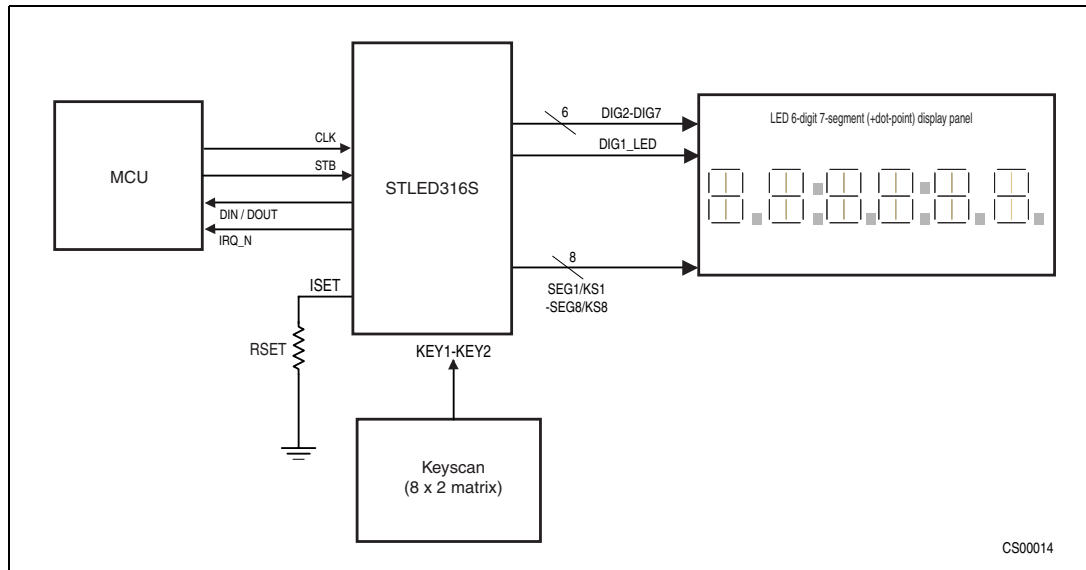 MCU
CLK
STB
DIN / DOUT
IRQ_N
STLED316S
6
DIG2-DIG7
DIG1_LED
LED 6-digit 7-segment (+dot-point) display panel
8
SEG1/KS1
-SEG8/KS8
ISET
RSET
KEY1-KEY2
Keyscan
(8 x 2 matrix)
CS00014